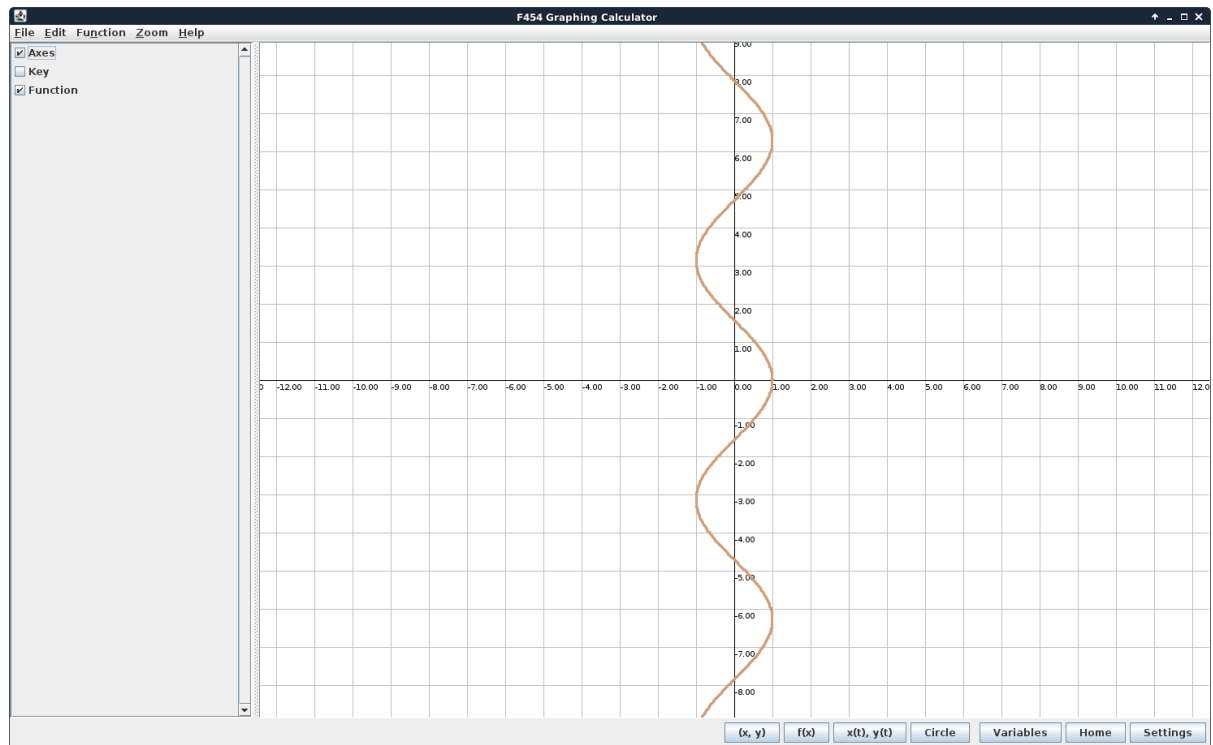 F454 Graphing Calculator
File Edit Function Zoom Help
Axes
Key
Function
9.00
8.00
7.00
6.00
5.00
4.00
3.00
2.00
1.00
0 -12.00 -11.00 -10.00 -9.00 -8.00 -7.00 -6.00 -5.00 -4.00 -3.00 -2.00 -1.00 0.00 1.00 2.00 3.00 4.00 5.00 6.00 7.00 8.00 9.00 10.00 11.00 12.0
-1.00
-2.00
-3.00
-4.00
-5.00
-6.00
-7.00
-8.00
(x, y) f(x) x(t), y(t) Circle Variables Home Settings